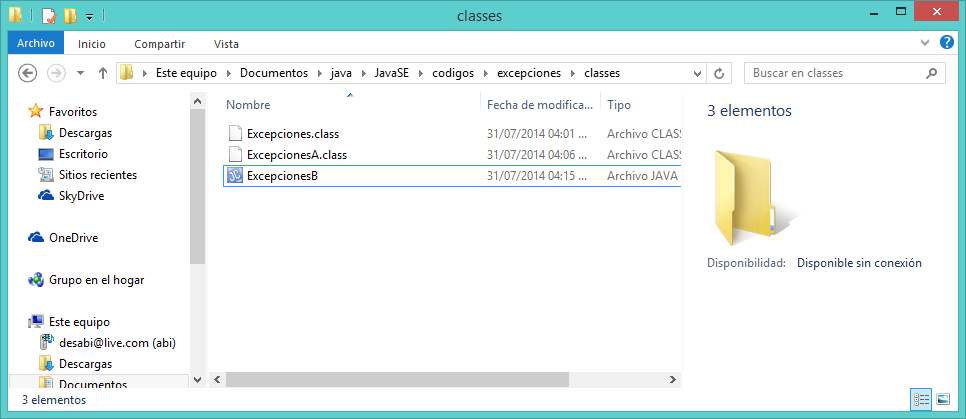 classes
Archivo Inicio Compartir Vista
Este equipo Documentos java JavaSE codigos excepciones classes
Buscar en classes
Favoritos
Descargas
Escritorio
Sitios recientes
SkyDrive
OneDrive
Grupo en el hogar
Este equipo
desabi@live.com (abi)
Descargas
Documentos
Nombre Fecha de modifica... Tipo
Excepciones.class 31/07/2014 04:01 ... Archivo CLASS
ExcepcionesA.class 31/07/2014 04:06 ... Archivo CLASS
ExcepcionesB 31/07/2014 04:15 ... Archivo JAVA
3 elementos
Disponibilidad: Disponible sin conexión
3 elementos